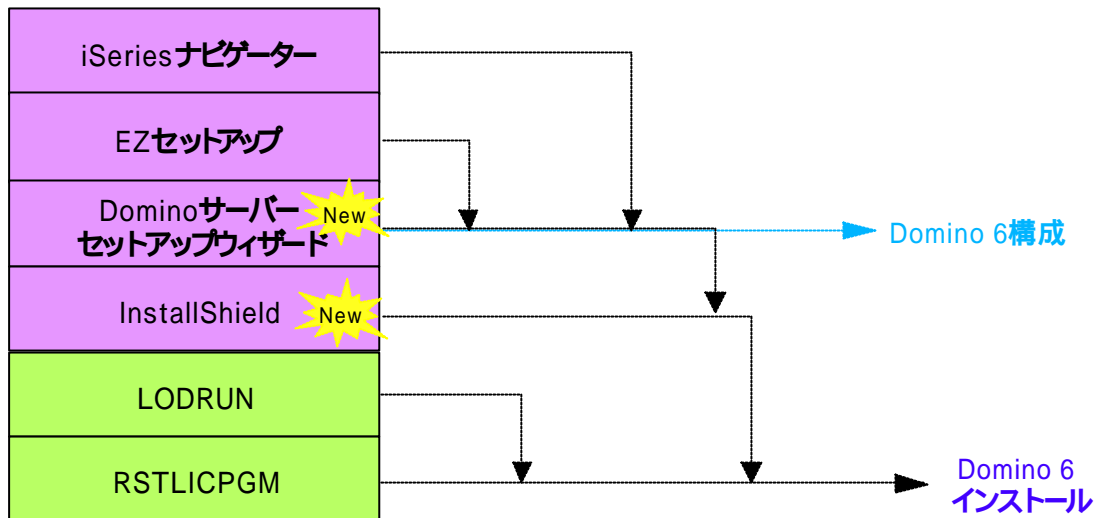 iSeriesナビゲーター
EZセットアップ
Dominoサーバー
セットアップウィザード
New
Domino 6構成
InstallShield
New
LODRUN
RSTLICPGM
Domino 6
インストール